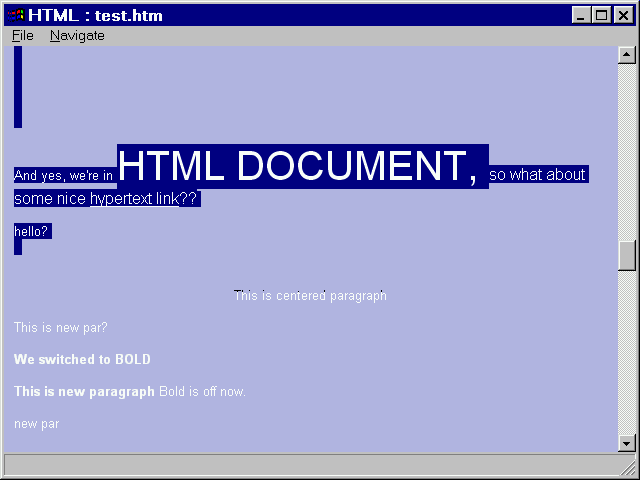 HTML : test.htm
File Navigate
And yes, we're in HTML DOCUMENT, so what about
some nice hypertext link??
hello?
This is centered paragraph
This is new par?
We switched to BOLD
This is new paragraph Bold is off now.
new par